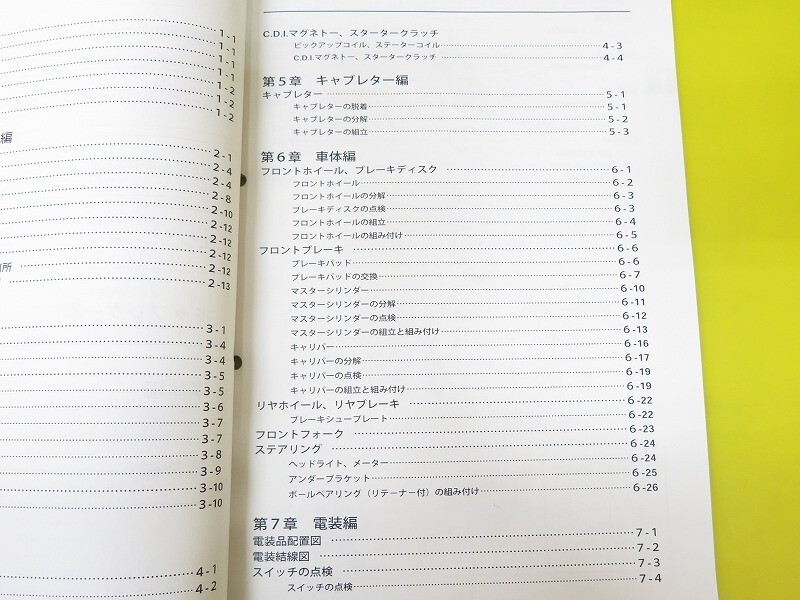 1-1
1-1
1-1
1-1
1-2
1-2
1-2
編
2-1
2-4
2-4
2-8
2-10
2-12
2-12
2-12
所 2-12
2-13
3-1
3-4
3-4
3-5
3-5
3-6
3-7
3-7
3-8
3-9
3-10
3-10
4-1
4-2
C.D.I.マグネトー、スタータークラッチ
ピックアップコイル、ステーターコイル 4-3
C.D.I.マグネトー、スタータークラッチ 4-4
第5章 キャブレター編
キャブレター 5-1
キャブレターの脱着 5-1
キャブレターの分解 5-2
キャブレターの組立 5-3
第6章 車体編
フロントホイール、ブレーキディスク 6-1
フロントホイール 6-2
フロントホイールの分解 6-3
ブレーキディスクの点検 6-3
フロントホイールの組立 6-4
フロントホイールの組み付け 6-5
フロントブレーキ 6-6
ブレーキパッド 6-6
ブレーキパッドの交換 6-7
マスターシリンダー 6-10
マスターシリンダーの分解 6-11
マスターシリンダーの点検 6-12
マスターシリンダーの組立と組み付け 6-13
キャリパー 6-16
キャリパーの分解 6-17
キャリパーの点検 6-19
キャリパーの組立と組み付け 6-19
リヤホイール、リヤブレーキ 6-22
ブレーキシュープレート 6-22
フロントフォーク 6-23
ステアリング 6-24
ヘッドライト、メーター 6-24
アンダーブラケット 6-25
ボールベアリング（リテーナー付）の組み付け 6-26
第7章 電装編
電装品配置図 7-1
電装結線図 7-2
スイッチの点検 7-3
スイッチの点検 7-4